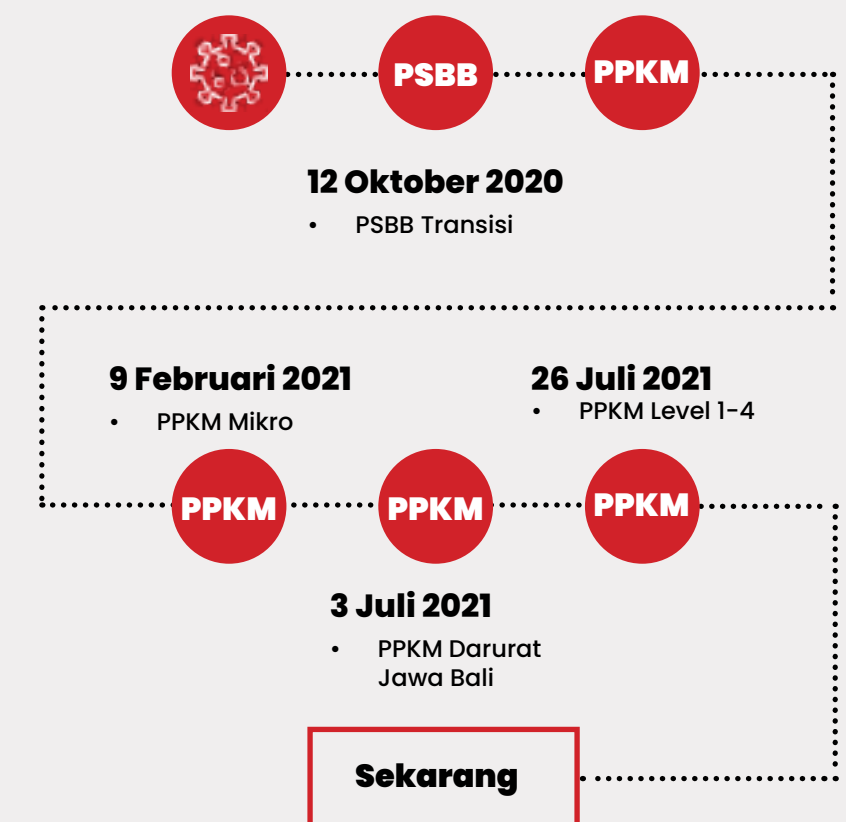 PSBB
PPKM
12 Oktober 2020
• PSBB Transisi
9 Februari 2021
• PPKM Mikro
26 Juli 2021
• PPKM Level 1-4
PPKM
PPKM
PPKM
3 Juli 2021
• PPKM Darurat
Jawa Bali
Sekarang